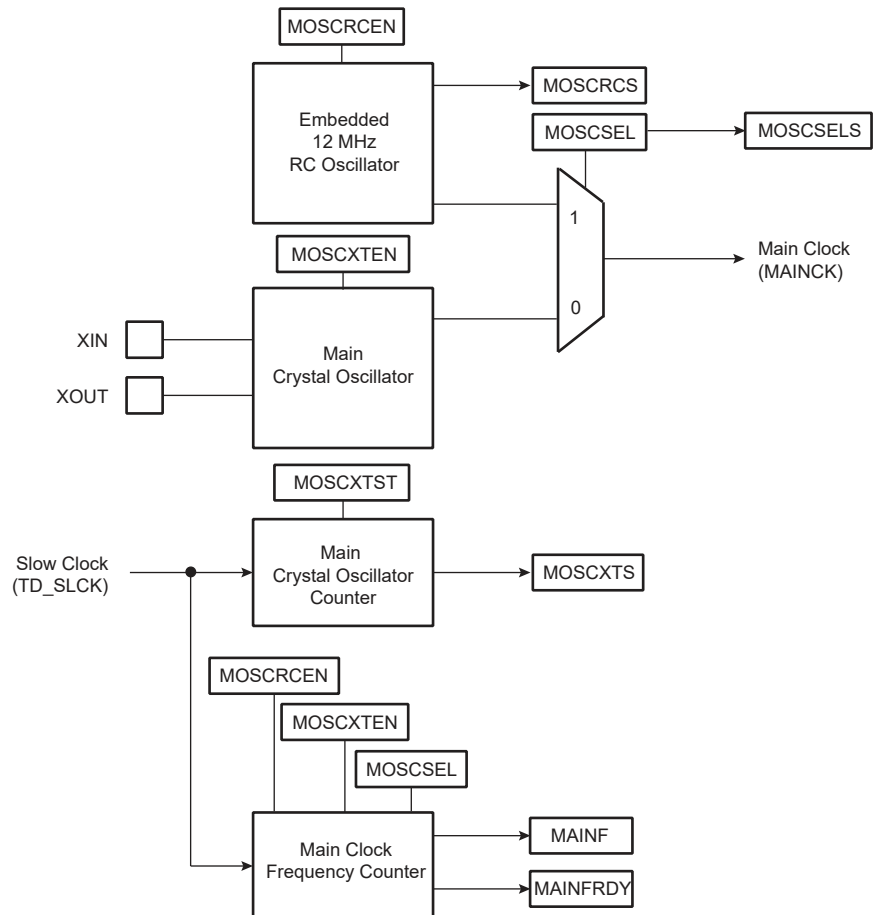 MOSCRCEN
Embedded
12 MHz
RC Oscillator
MOSCRCS
MOSCSEL
MOSCSELS
1
Main Clock
(MAINCK)
0
MOSCXTEN
XIN
XOUT
Main
Crystal Oscillator
MOSCXTST
Slow Clock
(TD_SLCK)
Main
Crystal Oscillator
Counter
MOSCXTS
MOSCRCEN
MOSCXTEN
MOSCSEL
Main Clock
Frequency Counter
MAINF
MAINFRDY